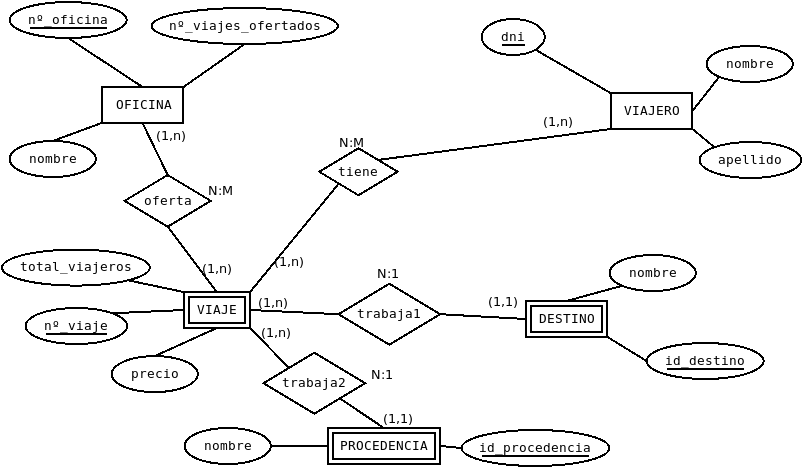 nº_oficina
nº_viajes_ofertados
dni
nombre
OFICINA
VIAJERO
(1,n)
(1,n)
N:M
nombre
apellido
tiene
oferta
N:M
total_viajeros
(1,n)
(1,n)
nombre
N:1
nº_viaje
VIAJE
(1,n)
trabaja1
(1,1)
DESTINO
(1,n)
id_destino
precio
trabaja2
N:1
(1,1)
nombre
PROCEDENCIA
id_procedencia